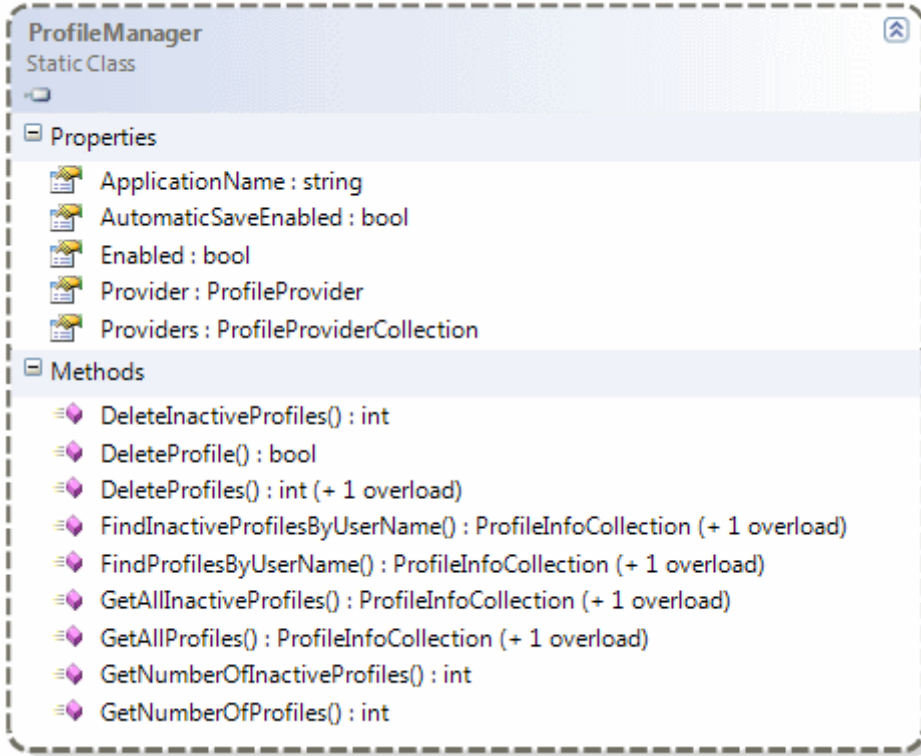 ProfileManager
Static Class
Properties
ApplicationName : string
AutomaticSaveEnabled : bool
Enabled : bool
Provider : ProfileProvider
Providers : ProfileProviderCollection
Methods
DeleteInactiveProfiles() : int
DeleteProfile() : bool
DeleteProfiles() : int (+ 1 overload)
FindInactiveProfilesByUserName() : ProfileInfoCollection (+ 1 overload)
FindProfilesByUserName() : ProfileInfoCollection (+ 1 overload)
GetAllInactiveProfiles() : ProfileInfoCollection (+ 1 overload)
GetAllProfiles() : ProfileInfoCollection (+ 1 overload)
GetNumberOfInactiveProfiles() : int
GetNumberOfProfiles() : int